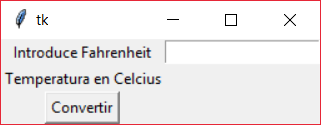 tk
Introduce Fahrenheit
Temperatura en Celcius
Convertir